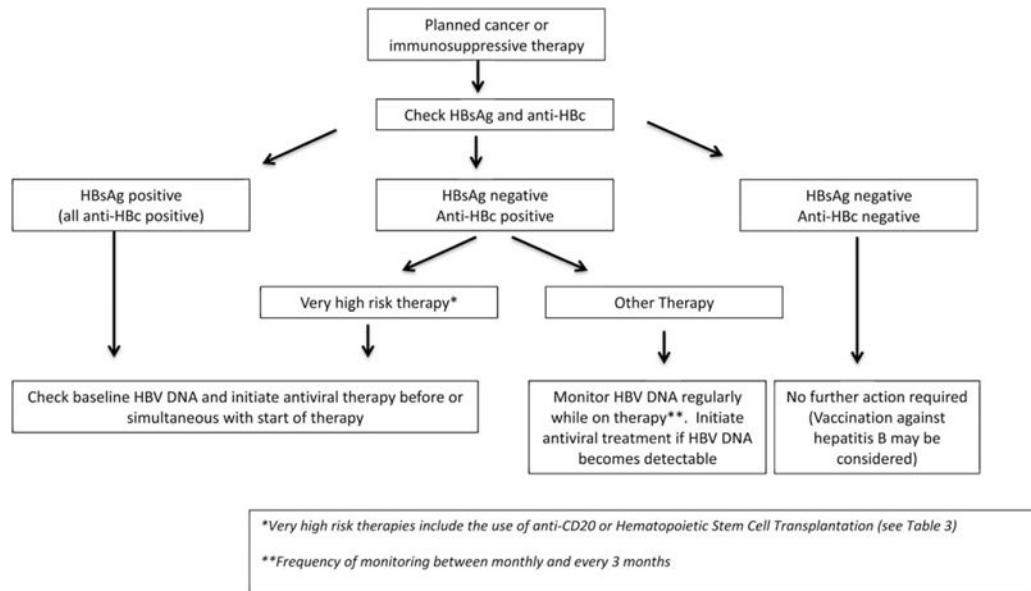 Planned cancer or
immunosuppressive therapy
Check HBsAg and anti-HBc
HBsAg positive
(all anti-HBc positive)
HBsAg negative
Anti-HBc positive
HBsAg negative
Anti-HBc negative
Very high risk therapy*
Other Therapy
Check baseline HBV DNA and initiate antiviral therapy before or
simultaneous with start of therapy
Monitor HBV DNA regularly
while on therapy**.  Initiate
antiviral treatment if HBV DNA
becomes detectable
No further action required
(Vaccination against
hepatitis B may be
considered)
*Very high risk therapies include the use of anti-CD20 or Hematopoietic Stem Cell Transplantation (see Table 3)
**Frequency of monitoring between monthly and every 3 months